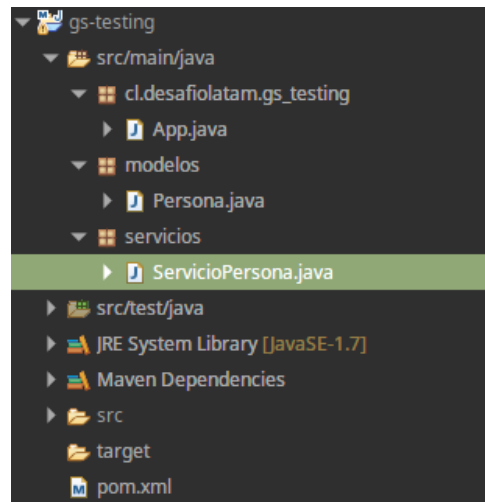 gs-testing
src/main/java
cl.desafiolatam.gs_testing
App.java
modelos
Persona.java
servicios
ServicioPersona.java
src/test/java
JRE System Library [JavaSE-1.7]
Maven Dependencies
src
target
pom.xml